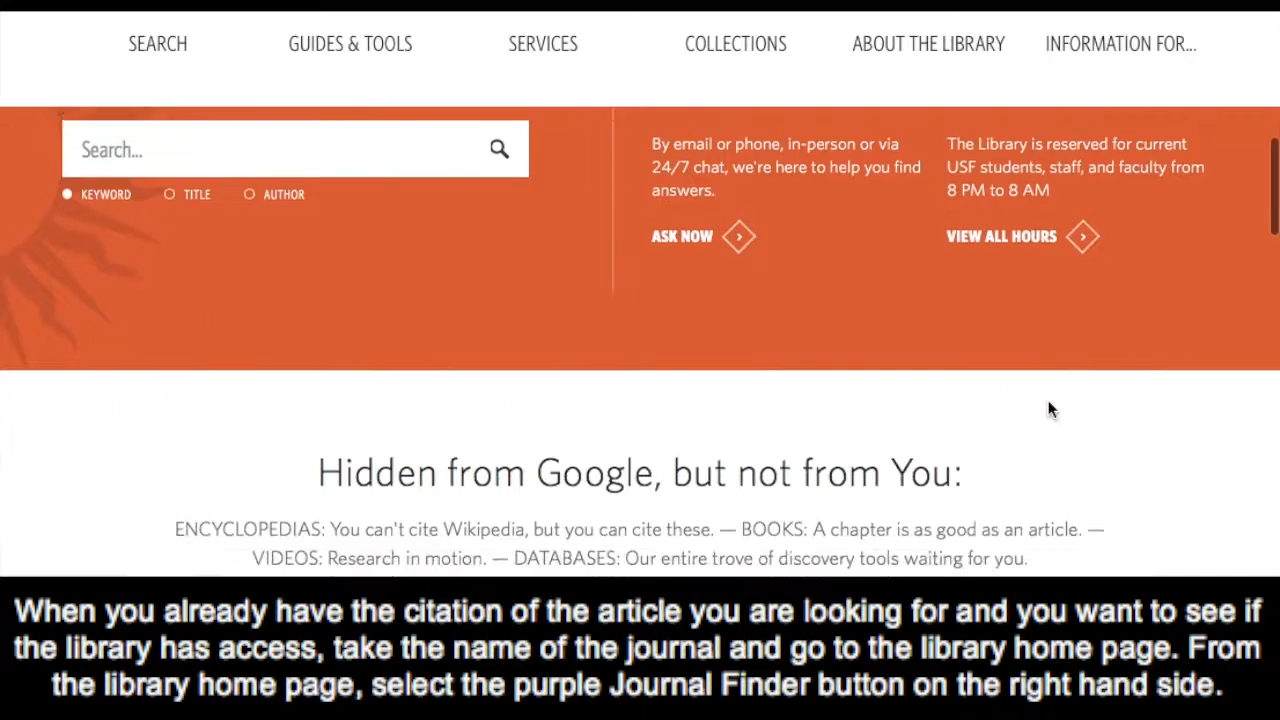 SEARCH GUIDES & TOOLS SERVICES COLLECTIONS ABOUT THE LIBRARY INFORMATION FOR...
Search...
KEYWORD TITLE AUTHOR
By email or phone, in-person or via
24/7 chat, we're here to help you find
answers.
ASK NOW
The Library is reserved for current
USF students, staff, and faculty from
8 PM to 8 AM
VIEW ALL HOURS
Hidden from Google, but not from You:
ENCYCLOPEDIAS: You can't cite Wikipedia, but you can cite these. — BOOKS: A chapter is as good as an article. —
VIDEOS: Research in motion. — DATABASES: Our entire trove of discovery tools waiting for you.
When you already have the citation of the article you are looking for and you want to see if
the library has access, take the name of the journal and go to the library home page. From
the library home page, select the purple Journal Finder button on the right hand side.